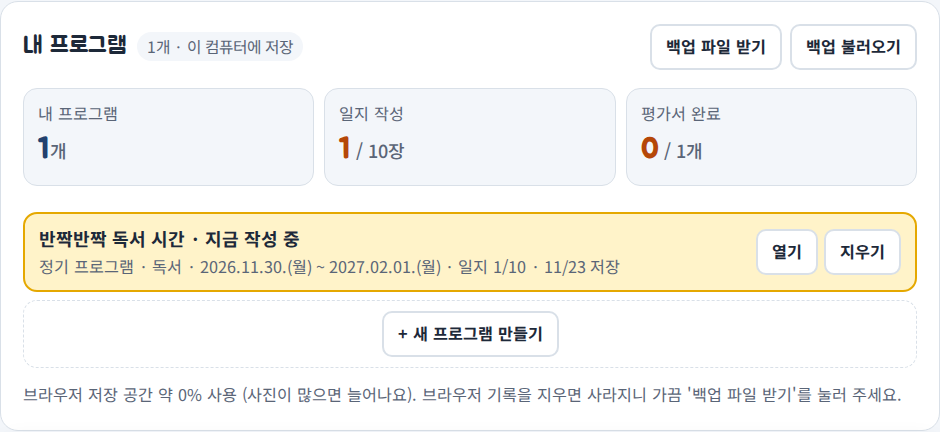 내 프로그램 1개 · 이 컴퓨터에 저장 백업 파일 받기 백업 불러오기
내 프로그램 일지 작성 평가서 완료
1개 1 / 10장 0 / 1개
반짝반짝 독서 시간 · 지금 작성 중
정기 프로그램 · 독서 · 2026.11.30.(월) ~ 2027.02.01.(월) · 일지 1/10 · 11/23 저장
열기 지우기
+ 새 프로그램 만들기
브라우저 저장 공간 약 0% 사용 (사진이 많으면 늘어나요). 브라우저 기록을 지우면 사라지니 가끔 '백업 파일 받기'를 눌러 주세요.